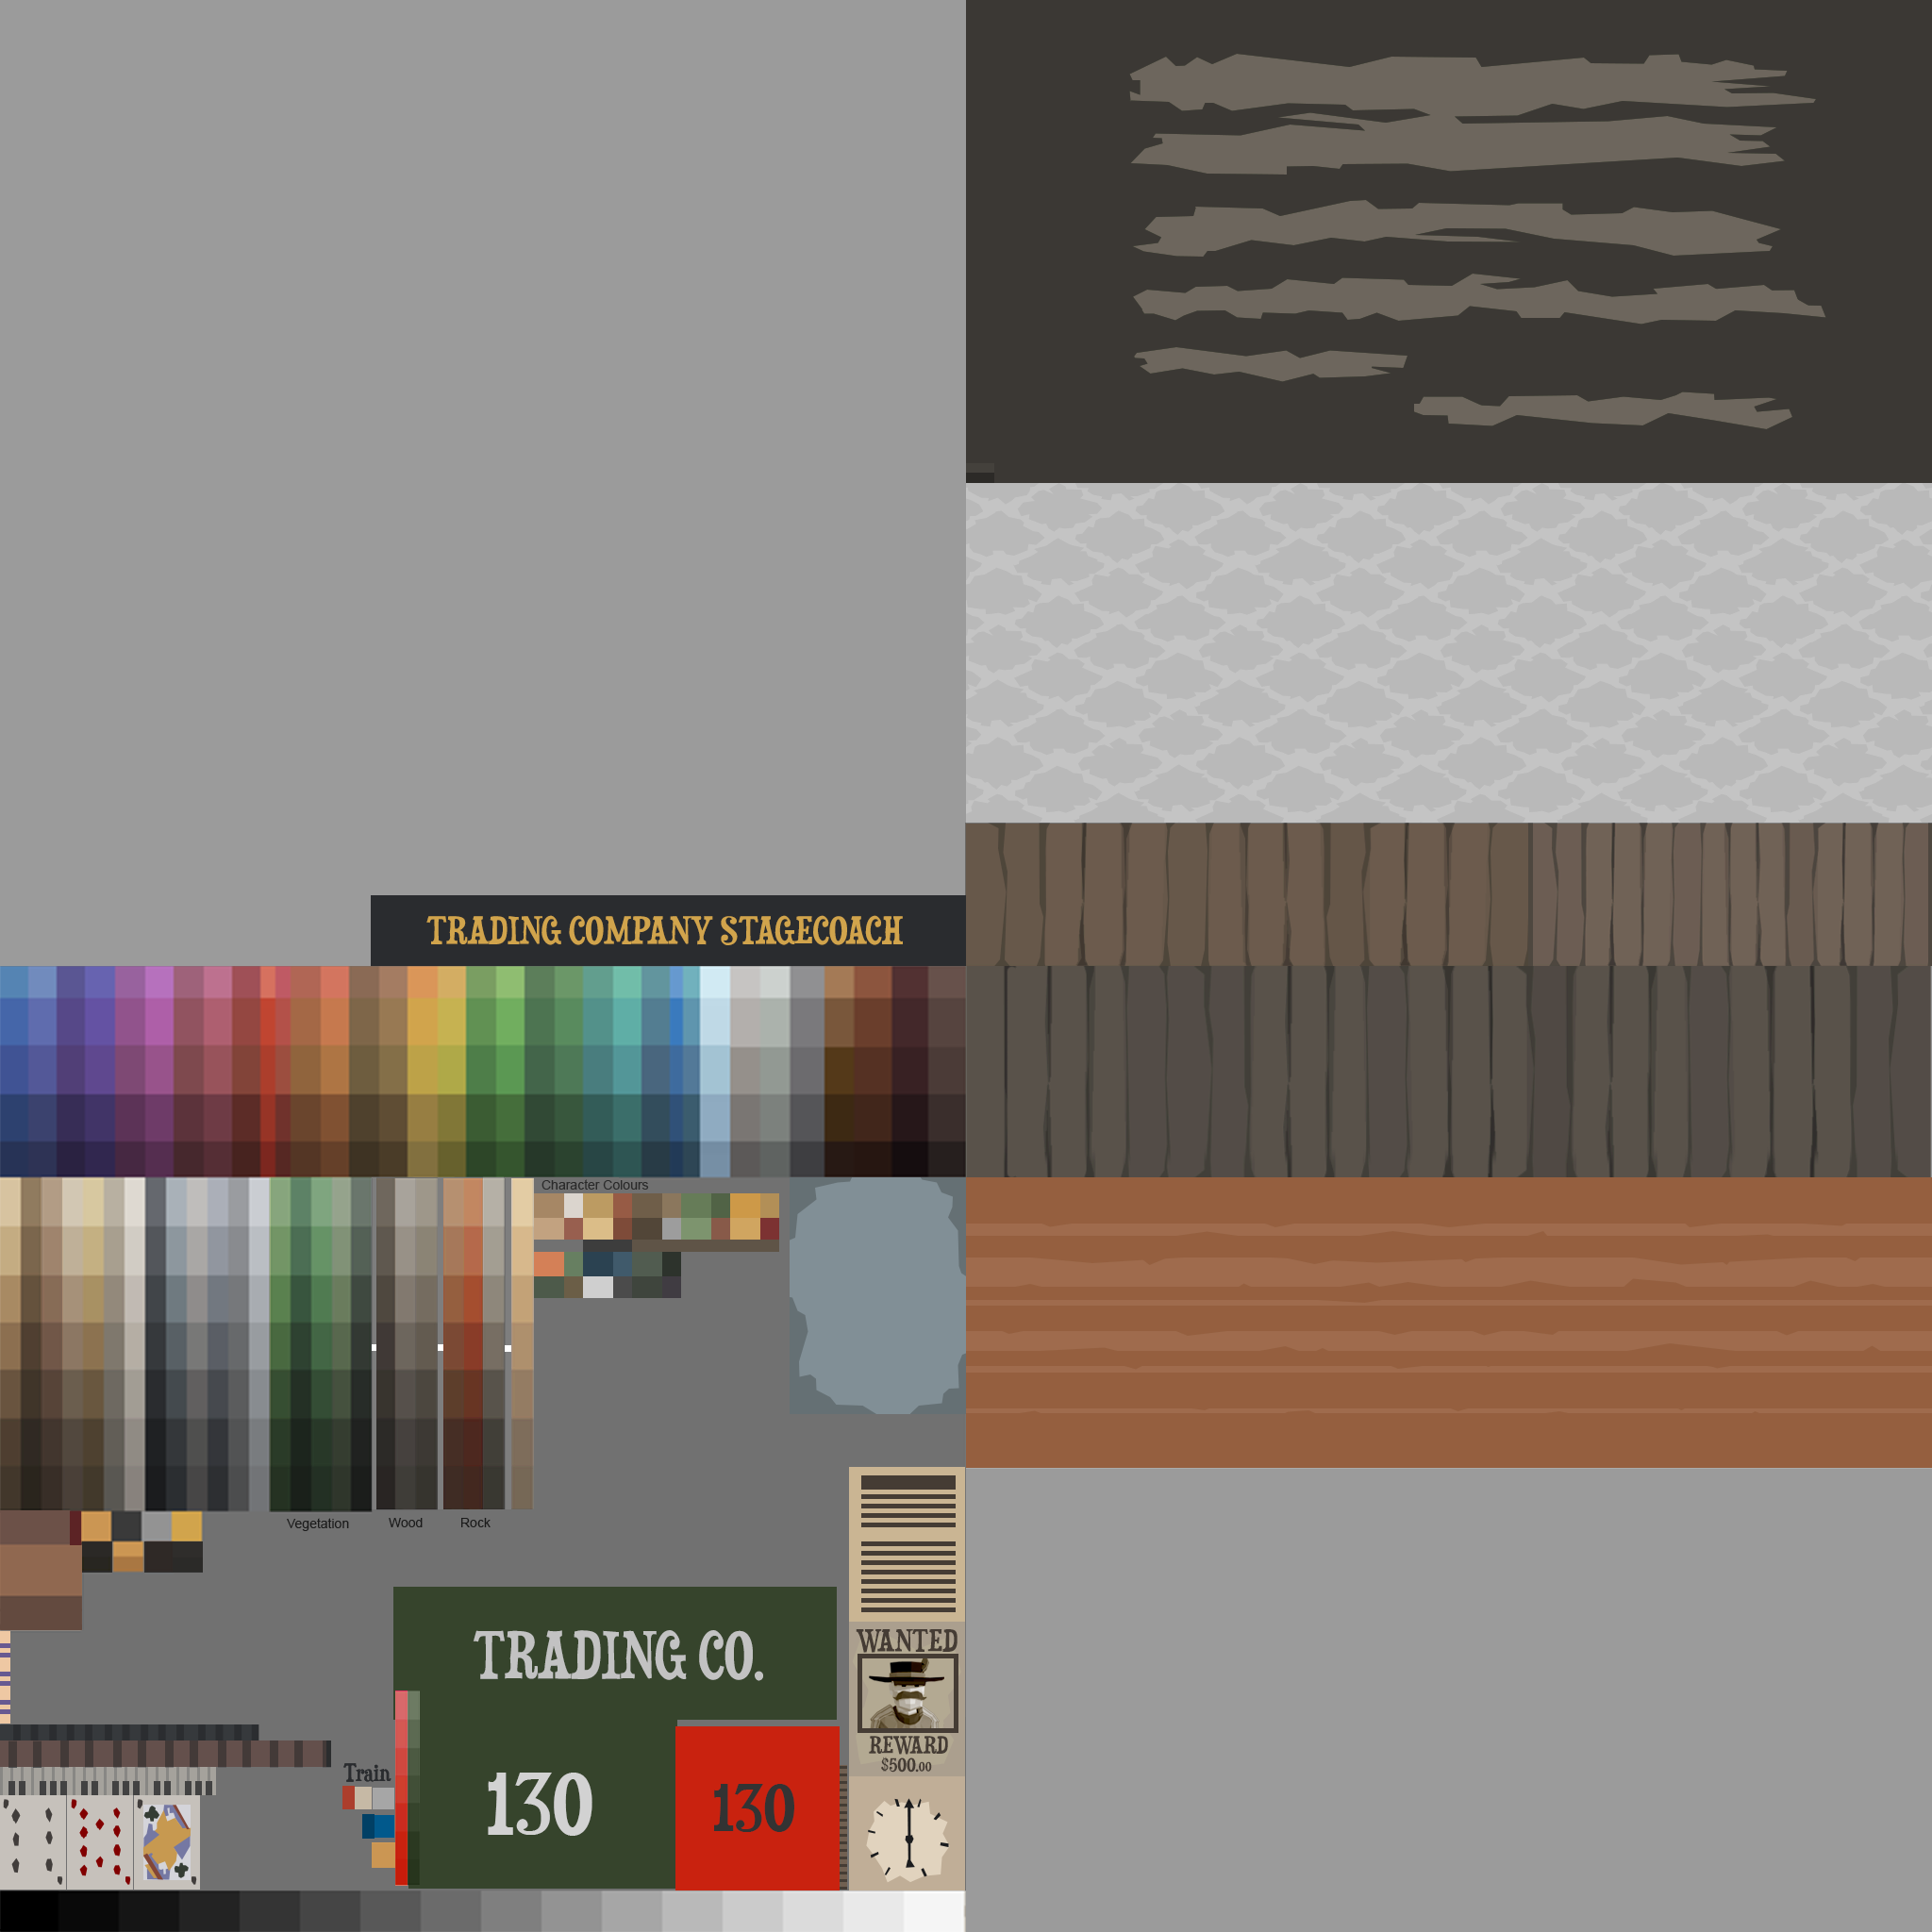 TRADING COMPANY STAGECOACH
Character Colours
Vegetation
Wood
Rock
TRADING CO.
WANTED
REWARD
$500.00
Train
130
130